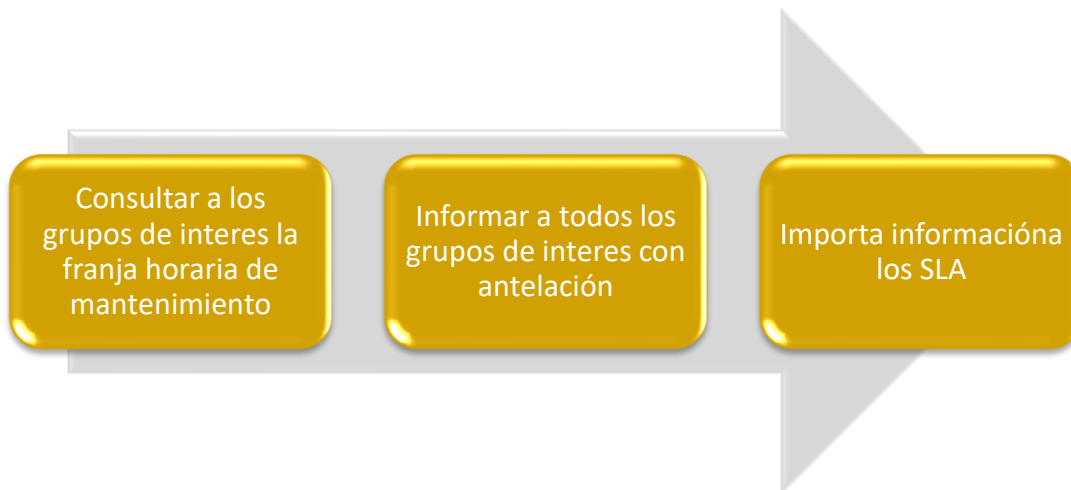 Consultar a los
grupos de interes la
franja horaria de
mantenimiento
Informar a todos los
grupos de interes con
antelación
Importa informacióna
los SLA